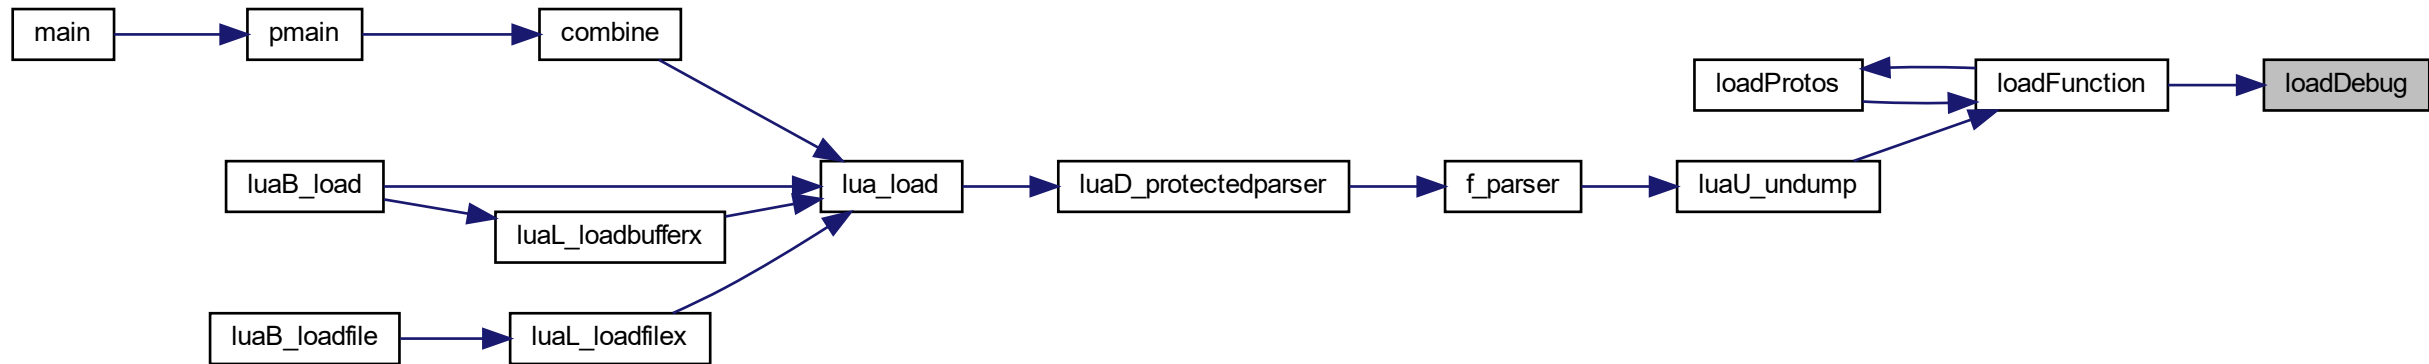 main
pmain
combine
loadProtos
loadFunction
loadDebug
luaB_load
luaL_loadbufferx
lua_load
luaD_protectedparser
f_parser
luaU_undump
luaB_loadfile
luaL_loadfilex